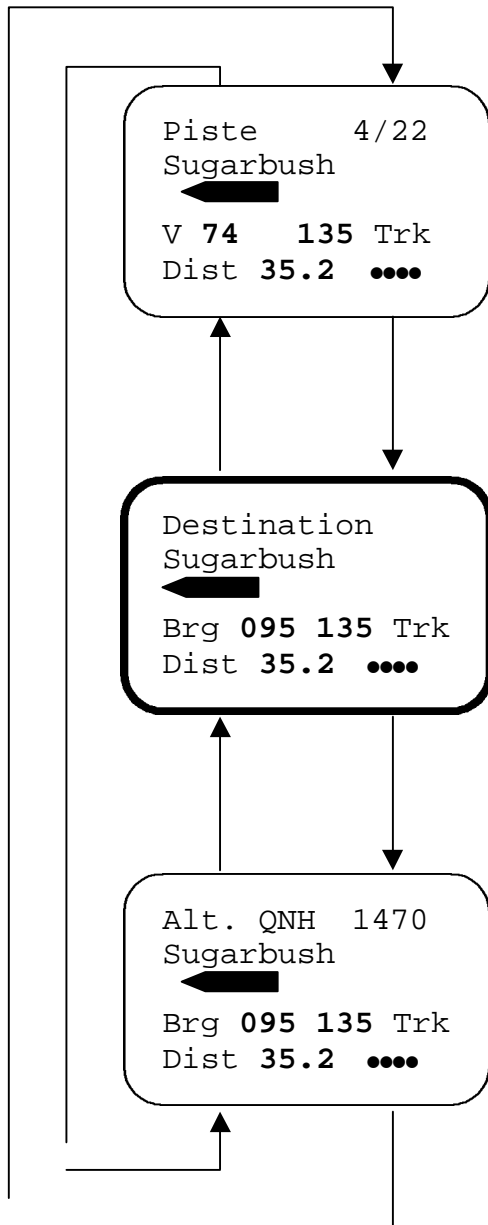 Piste 4/22
Sugarbush
V 74 135 Trk
Dist 35.2 ••••
Destination
Sugarbush
Brg 095 135 Trk
Dist 35.2 ••••
Alt. QNH 1470
Sugarbush
Brg 095 135 Trk
Dist 35.2 ••••